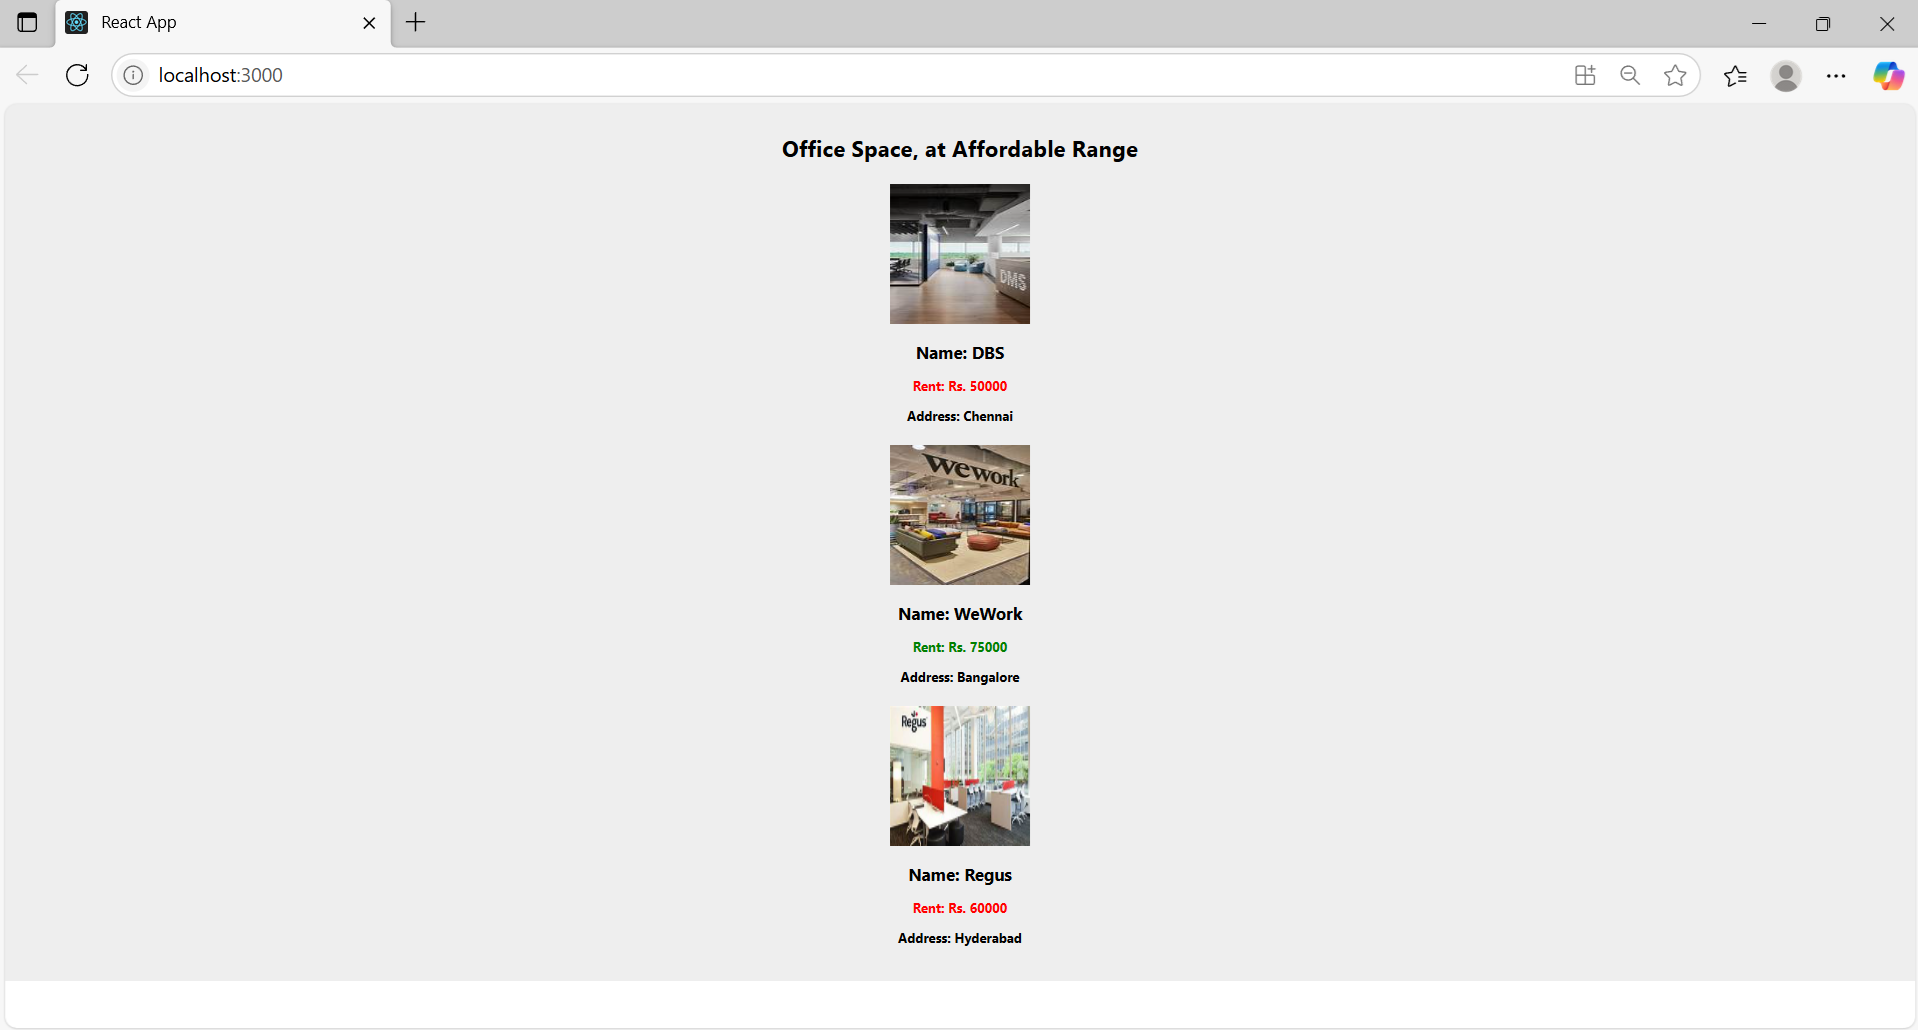 React App
localhost:3000
Office Space, at Affordable Range
DMS
Name: DBS
Rent: Rs. 50000
Address: Chennai
wework
Name: WeWork
Rent: Rs. 75000
Address: Bangalore
Regus
Name: Regus
Rent: Rs. 60000
Address: Hyderabad